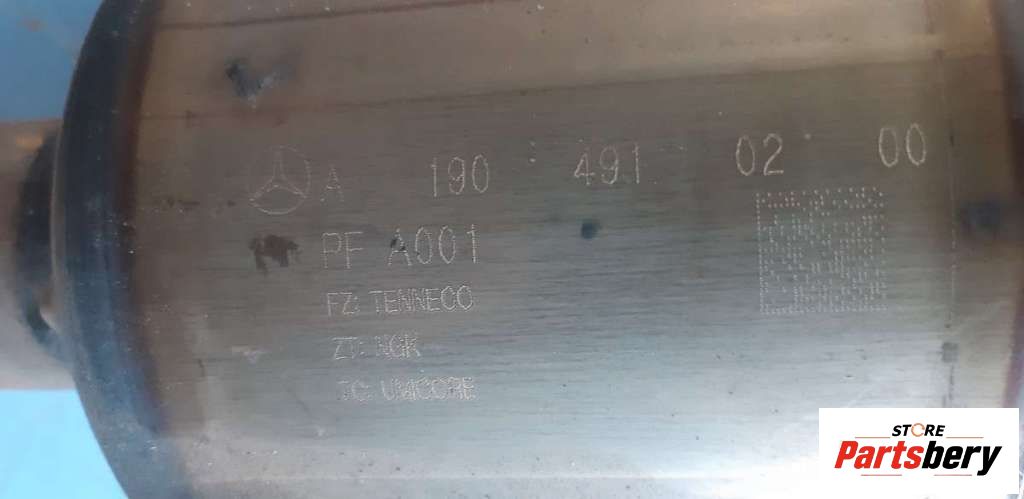 A 190 491 02 00
PF A001
FZ: TENNECO
ZT: NGK
TC: UMICORE
STORE
Partsbery